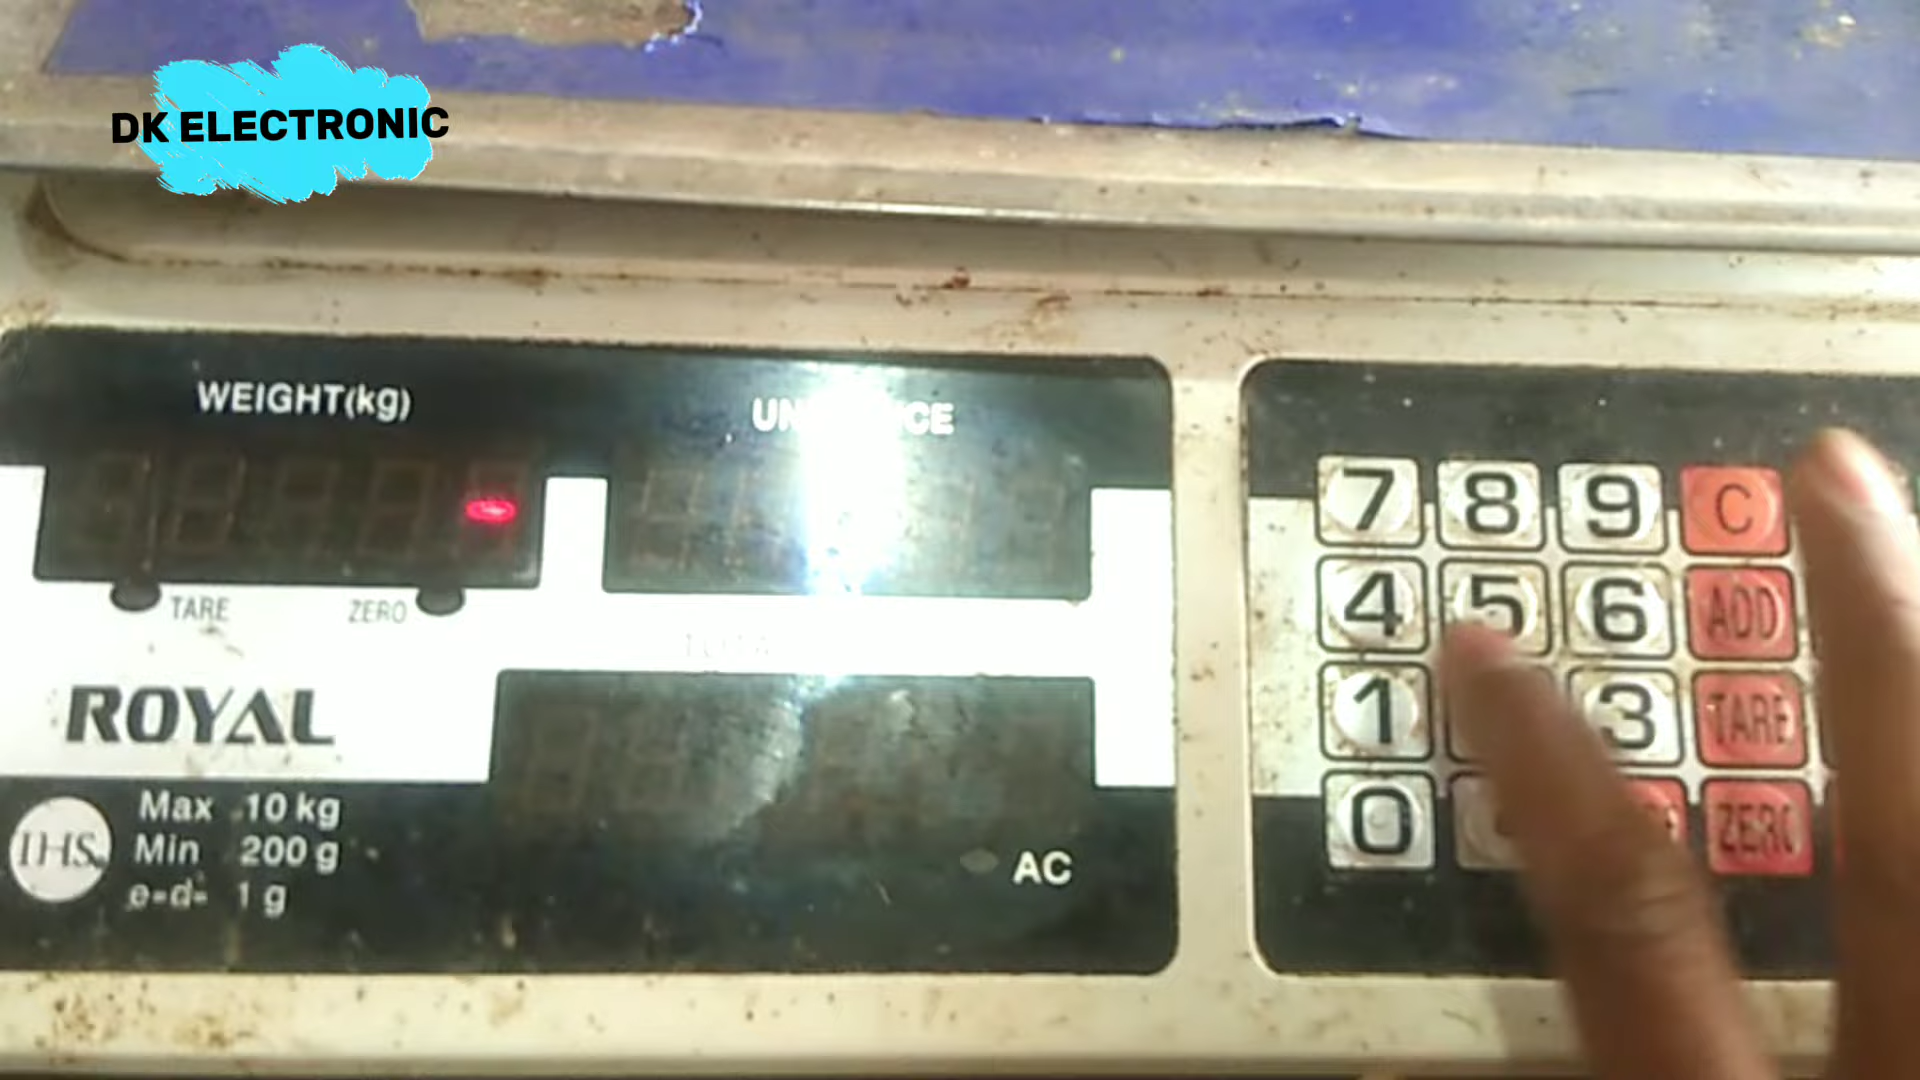 DK ELECTRONIC
WEIGHT(kg)
TARE
ZERO
ROYAL
IHS
Max 10 kg
Min 200 g
e=d= 1 g
AC
7 8 9 C
4 5 6 ADD
1 3 TARE
0 ZERO